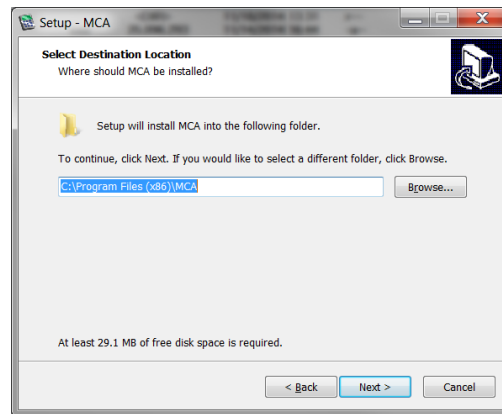 Setup - MCA
Select Destination Location
Where should MCA be installed?
Setup will install MCA into the following folder.
To continue, click Next. If you would like to select a different folder, click Browse.
C:\Program Files (x86)\MCA
Browse...
At least 29.1 MB of free disk space is required.
< Back
Next >
Cancel